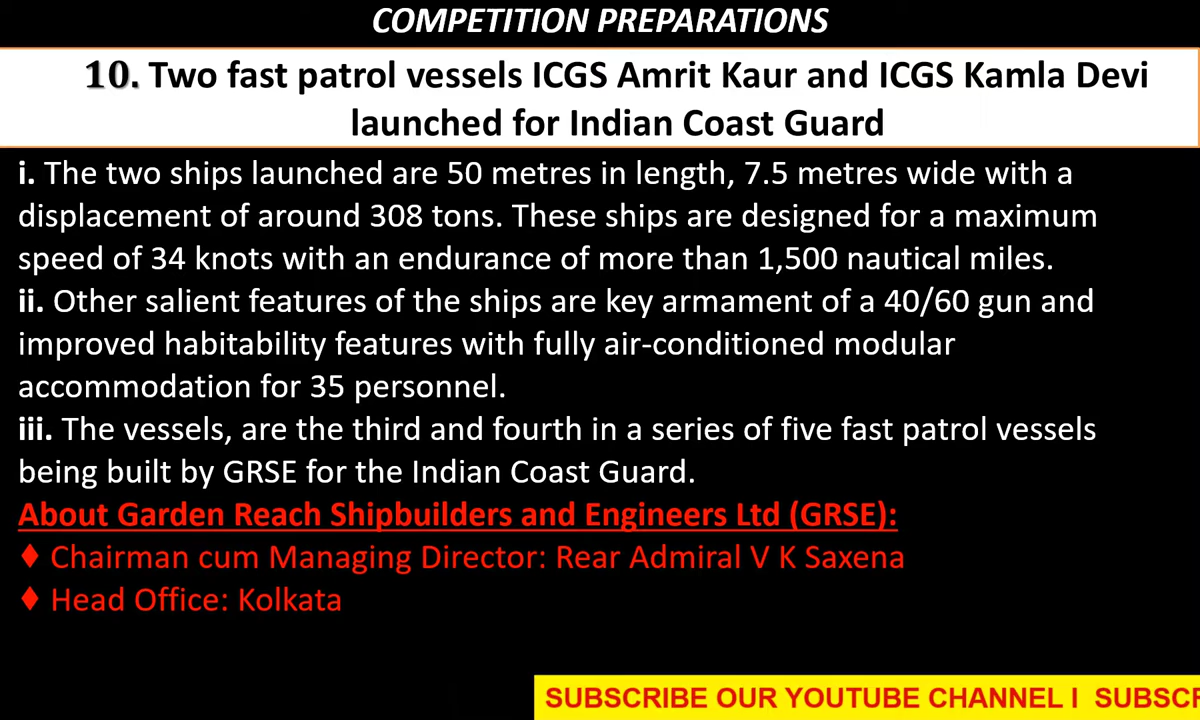 COMPETITION PREPARATIONS
10. Two fast patrol vessels ICGS Amrit Kaur and ICGS Kamla Devi
launched for Indian Coast Guard
i. The two ships launched are 50 metres in length, 7.5 metres wide with a
displacement of around 308 tons. These ships are designed for a maximum
speed of 34 knots with an endurance of more than 1,500 nautical miles.
ii. Other salient features of the ships are key armament of a 40/60 gun and
improved habitability features with fully air-conditioned modular
accommodation for 35 personnel.
iii. The vessels, are the third and fourth in a series of five fast patrol vessels
being built by GRSE for the Indian Coast Guard.
About Garden Reach Shipbuilders and Engineers Ltd (GRSE):
♦ Chairman cum Managing Director: Rear Admiral V K Saxena
♦ Head Office: Kolkata
SUBSCRIBE OUR YOUTUBE CHANNEL I SUBSCR